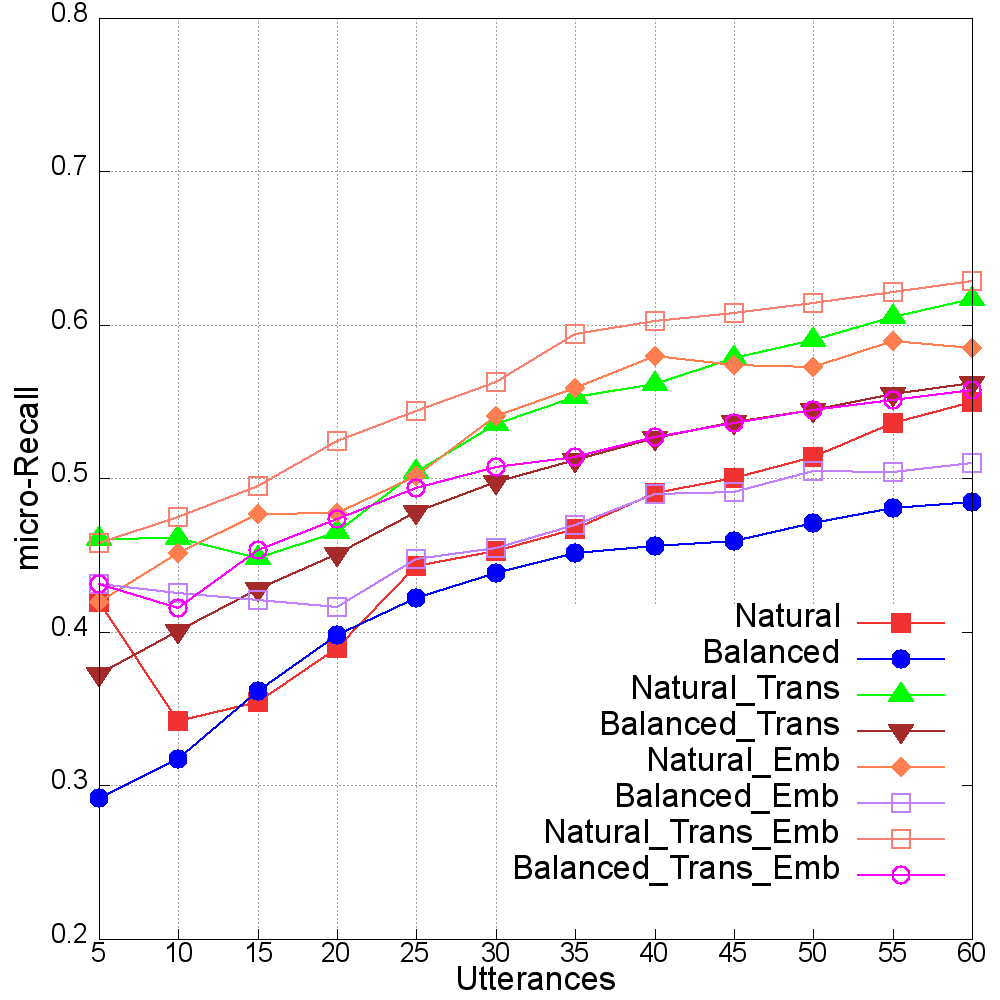 0.8
0.7
0.6
0.5
0.4
0.3
0.2
micro-Recall
Natural
Balanced
Natural_Trans
Balanced_Trans
Natural_Emb
Balanced_Emb
Natural_Trans_Emb
Balanced_Trans_Emb
5 10 15 20 25 30 35 40 45 50 55 60
Utterances